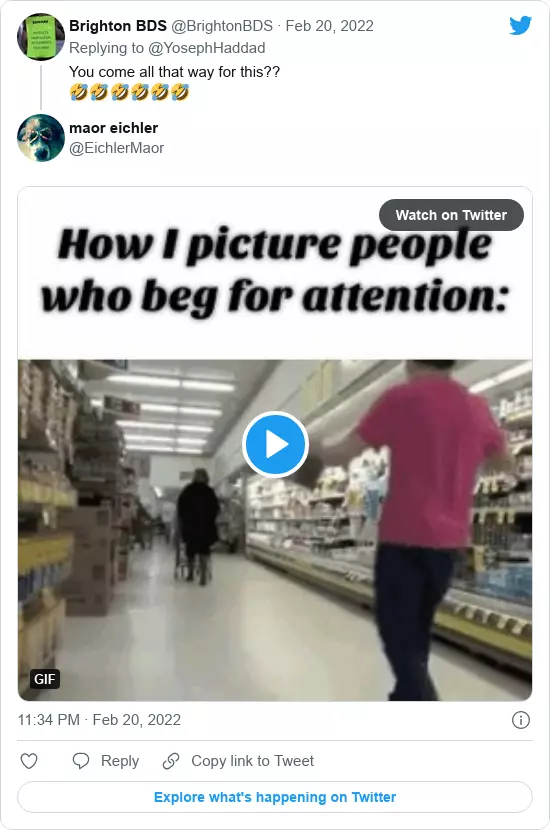 Brighton BDS @BrightonBDS · Feb 20, 2022
Replying to @YosephHaddad
You come all that way for this??
🤣🤣🤣🤣🤣🤣
maor eichler
@EichlerMaor
Watch on Twitter
How I picture people
who beg for attention:
GIF
11:34 PM · Feb 20, 2022
Reply
Copy link to Tweet
Explore what's happening on Twitter